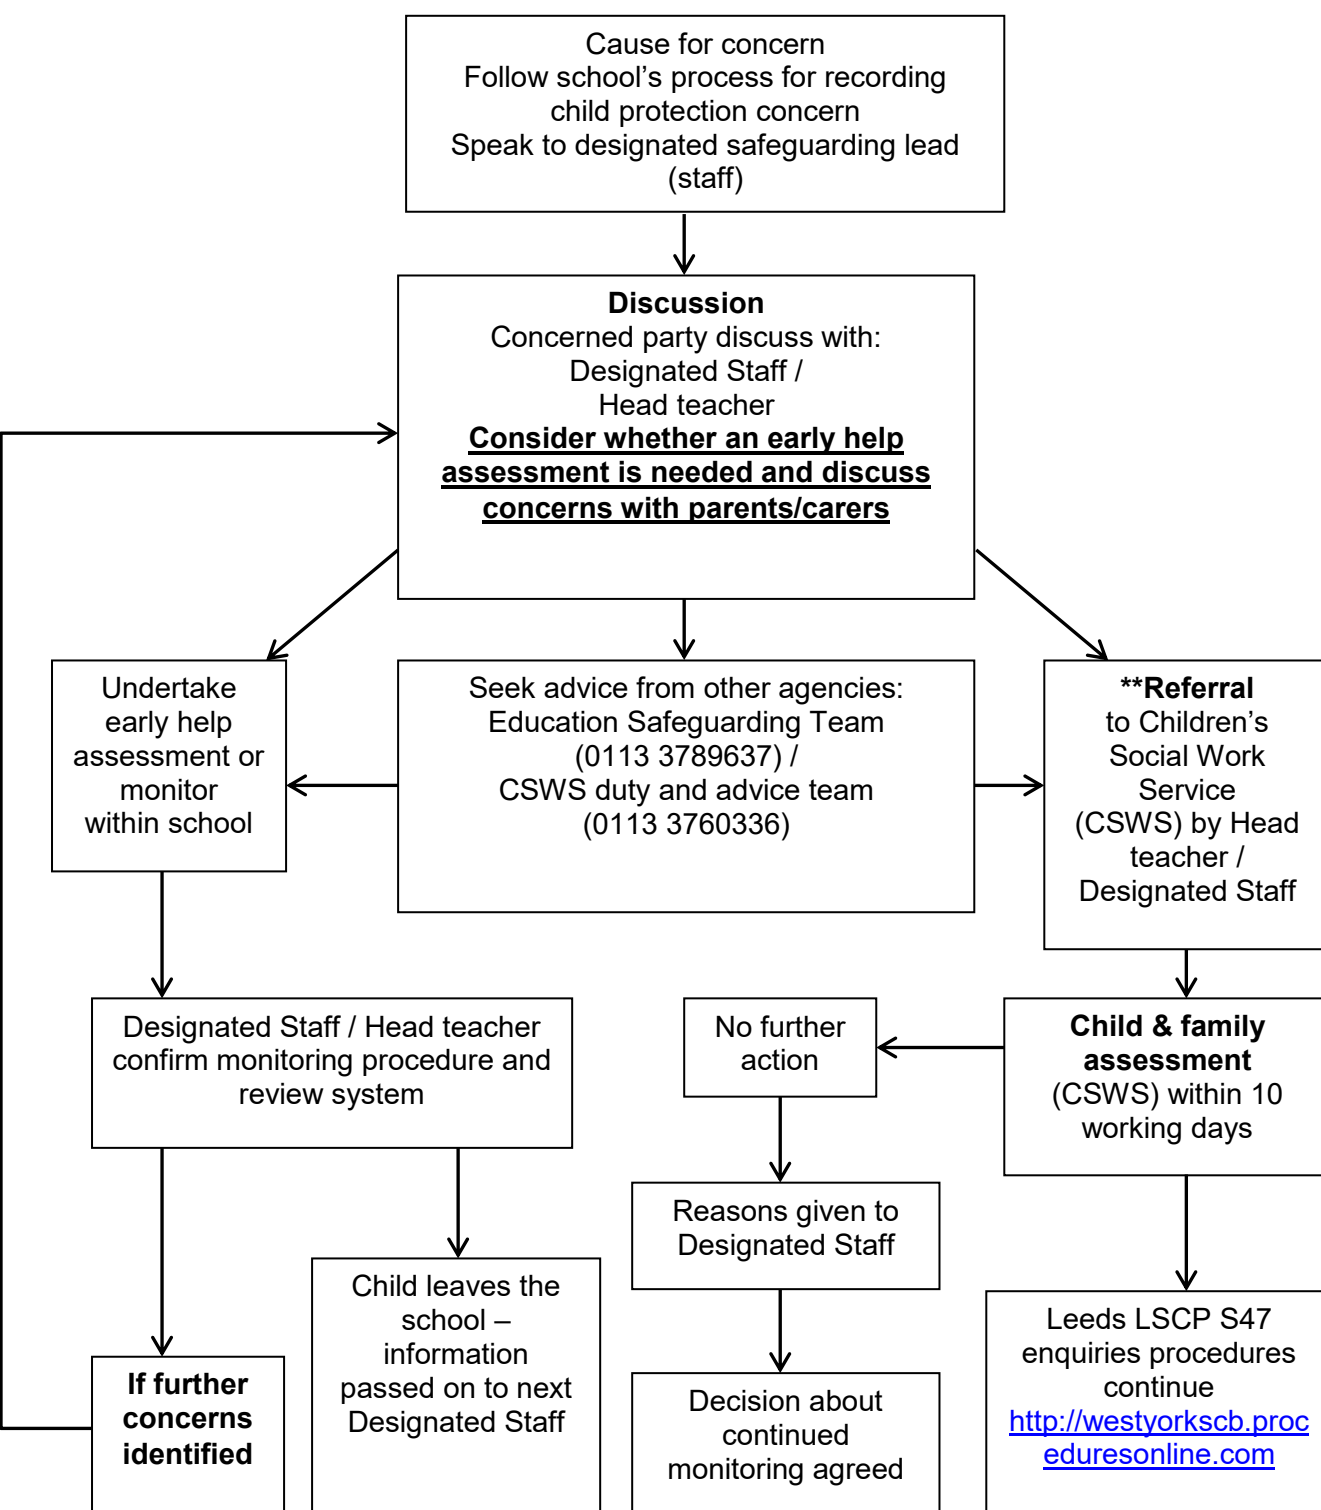 Cause for concern
Follow school’s process for recording
child protection concern
Speak to designated safeguarding lead
(staff)
Discussion
Concerned party discuss with:
Designated Staff /
Head teacher
Consider whether an early help
assessment is needed and discuss
concerns with parents/carers
Undertake
early help
assessment or
monitor
within school
Seek advice from other agencies:
Education Safeguarding Team
(0113 3789637) /
CSWS duty and advice team
(0113 3760336)
**Referral
to Children’s
Social Work
Service
(CSWS) by Head
teacher /
Designated Staff
Designated Staff / Head teacher
confirm monitoring procedure and
review system
No further
action
Child & family
assessment
(CSWS) within 10
working days
Reasons given to
Designated Staff
If further
concerns
identified
Child leaves the
school –
information
passed on to next
Designated Staff
Decision about
continued
monitoring agreed
Leeds LSCP S47
enquiries procedures
continue
http://westyorkscb.proc
eduresonline.com